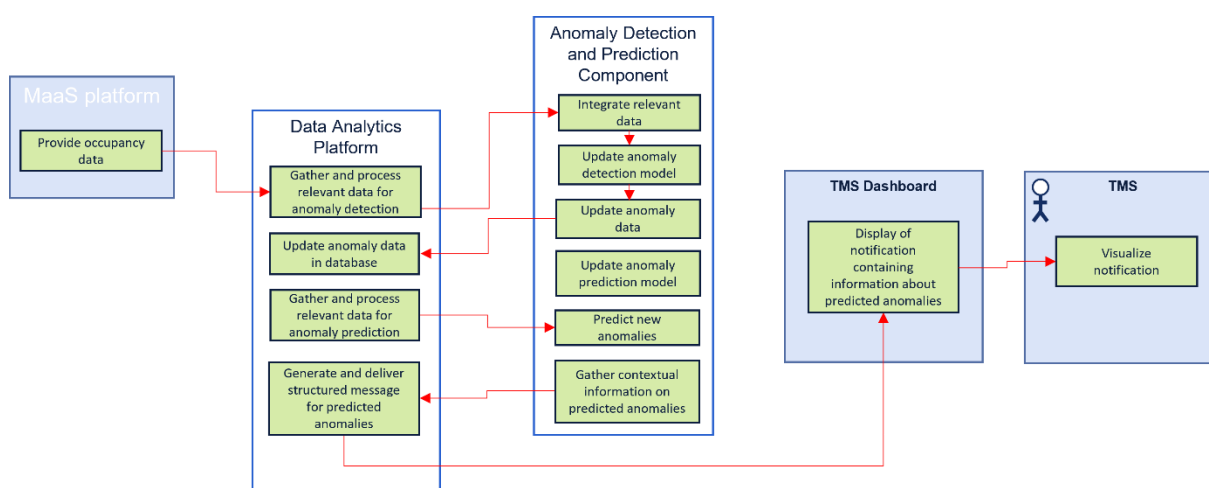 MaaS platform
Provide occupancy
data
Data Analytics
Platform
Gather and process
relevant data for
anomaly detection
Update anomaly data
in database
Gather and process
relevant data for
anomaly prediction
Generate and deliver
structured message
for predicted
anomalies
Anomaly Detection
and Prediction
Component
Integrate relevant
data
Update anomaly
detection model
Update anomaly
data
Update anomaly
prediction model
Predict new
anomalies
Gather contextual
information on
predicted anomalies
TMS Dashboard
Display of
notification
containing
information about
predicted anomalies
TMS
Visualize
notification